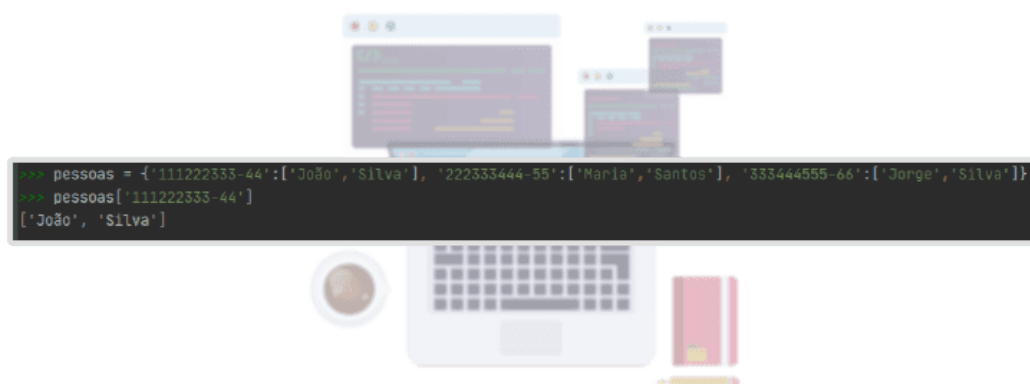 >>> pessoas = {'111222333-44':['João','Silva'], '222333444-55':['Maria','Santos'], '333444555-66':['Jorge','Silva']}
>>> pessoas['111222333-44']
['João', 'Silva']